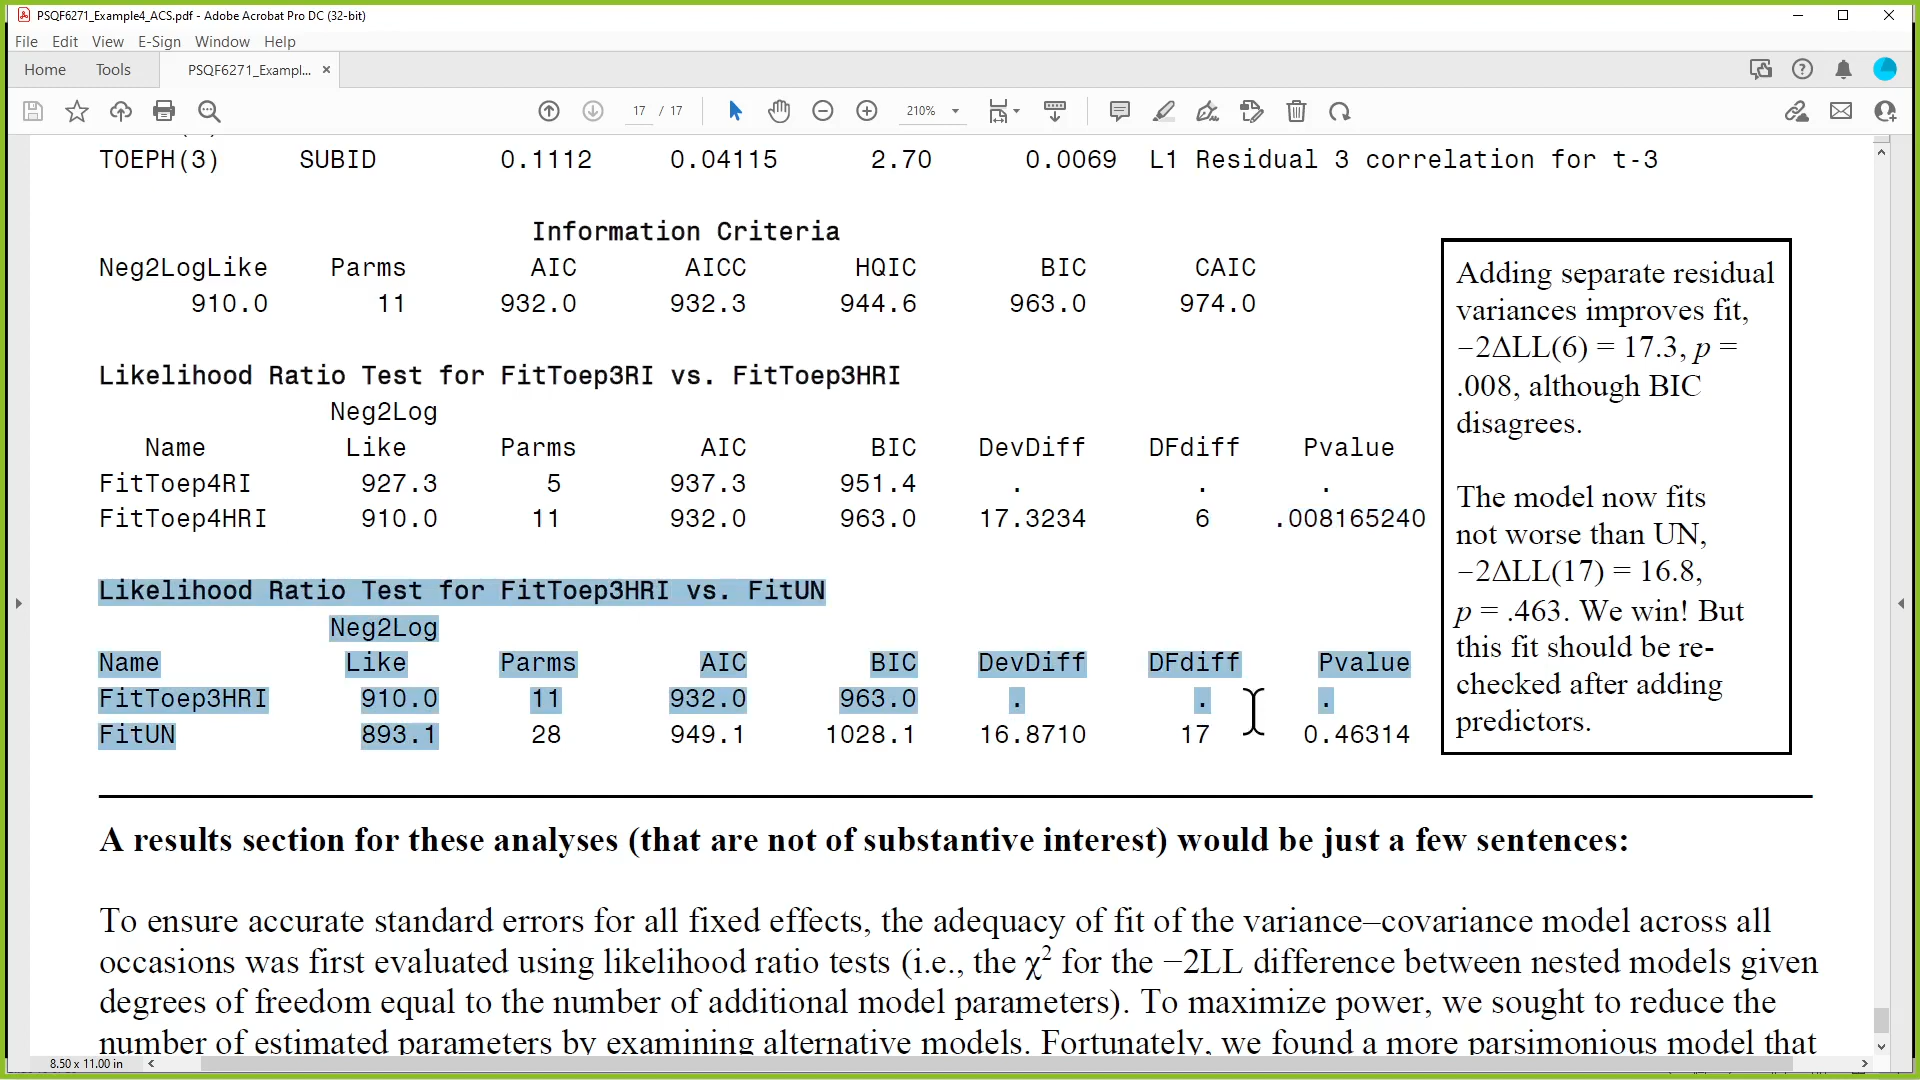 PSQF6271_Example4_ACS.pdf - Adobe Acrobat Pro DC (32-bit)
File Edit View E-Sign Window Help
Home Tools PSQF6271_Exampl... ×
17 / 17 210%
TOEPH(3) SUBID 0.1112 0.04115 2.70 0.0069 L1 Residual 3 correlation for t-3
Information Criteria
Neg2LogLike Parms AIC AICC HQIC BIC CAIC
910.0 11 932.0 932.3 944.6 963.0 974.0
Likelihood Ratio Test for FitToep3RI vs. FitToep3HRI
Neg2Log
Name Like Parms AIC BIC DevDiff DFdiff Pvalue
FitToep4RI 927.3 5 937.3 951.4 . . .
FitToep4HRI 910.0 11 932.0 963.0 17.3234 6 .008165240
Likelihood Ratio Test for FitToep3HRI vs. FitUN
Neg2Log
Name Like Parms AIC BIC DevDiff DFdiff Pvalue
FitToep3HRI 910.0 11 932.0 963.0 . . .
FitUN 893.1 28 949.1 1028.1 16.8710 17 0.46314
Adding separate residual
variances improves fit,
−2ΔLL(6) = 17.3, p =
.008, although BIC
disagrees.
The model now fits
not worse than UN,
−2ΔLL(17) = 16.8,
p = .463. We win! But
this fit should be re-
checked after adding
predictors.
A results section for these analyses (that are not of substantive interest) would be just a few sentences:
To ensure accurate standard errors for all fixed effects, the adequacy of fit of the variance–covariance model across all
occasions was first evaluated using likelihood ratio tests (i.e., the χ² for the −2LL difference between nested models given
degrees of freedom equal to the number of additional model parameters). To maximize power, we sought to reduce the
number of estimated parameters by examining alternative models. Fortunately, we found a more parsimonious model that
8.50 x 11.00 in